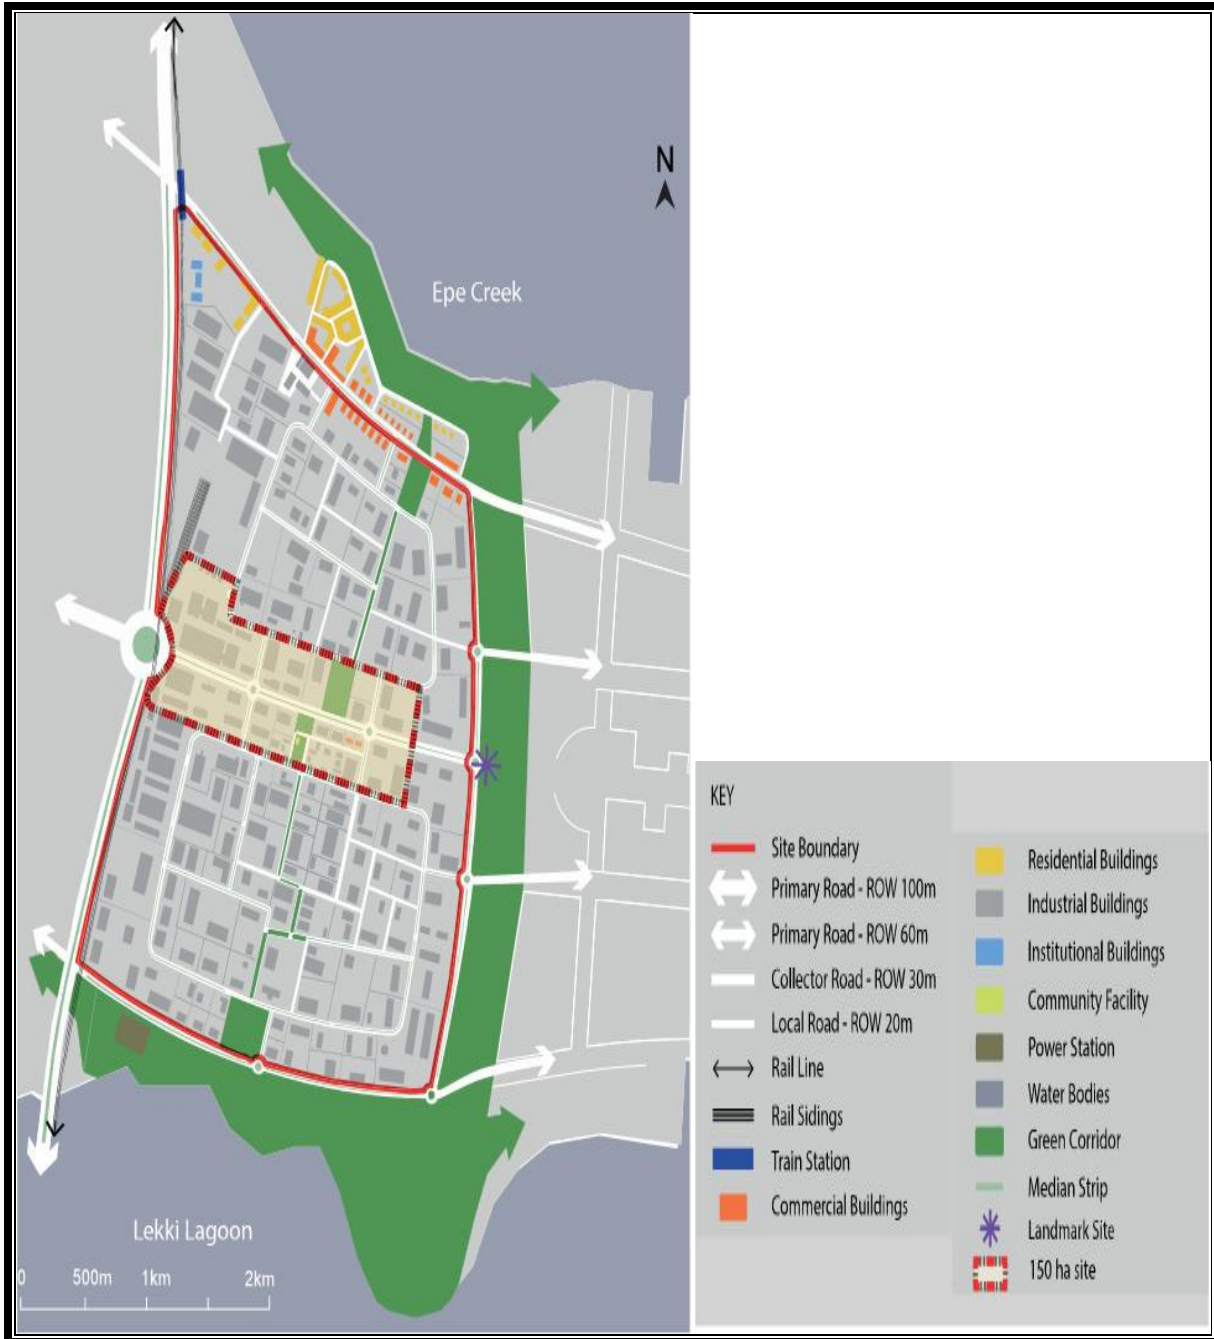 N
Epe Creek
Lekki Lagoon
0 500m 1km 2km
KEY
Site Boundary
Primary Road - ROW 100m
Primary Road - ROW 60m
Collector Road - ROW 30m
Local Road - ROW 20m
Rail Line
Rail Sidings
Train Station
Commercial Buildings
Residential Buildings
Industrial Buildings
Institutional Buildings
Community Facility
Power Station
Water Bodies
Green Corridor
Median Strip
Landmark Site
150 ha site